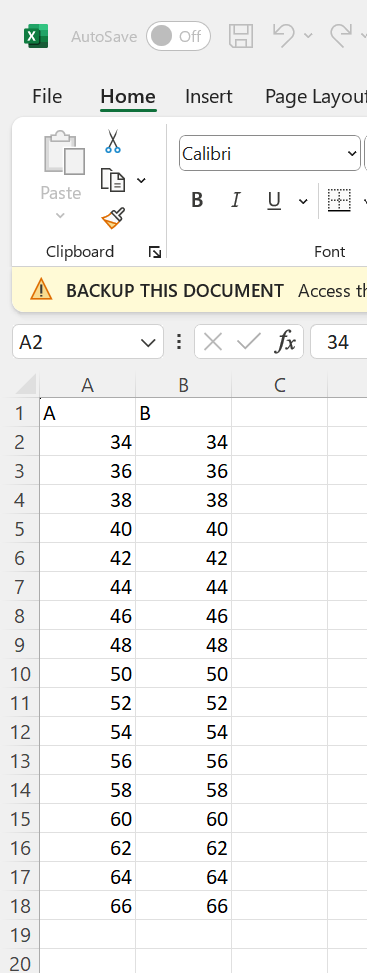 AutoSave Off
File Home Insert Page Layou
Paste
Calibri
B I U
Clipboard Font
BACKUP THIS DOCUMENT Access th
A2 fx 34
A B C
1 A B
2 34 34
3 36 36
4 38 38
5 40 40
6 42 42
7 44 44
8 46 46
9 48 48
10 50 50
11 52 52
12 54 54
13 56 56
14 58 58
15 60 60
16 62 62
17 64 64
18 66 66
19
20